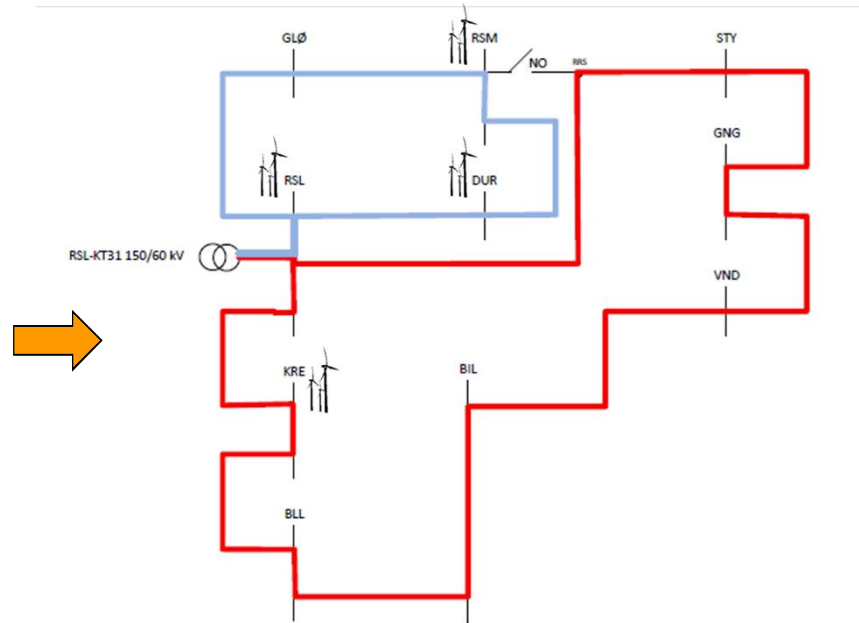 GLØ
RSM
STY
NO
RRS
GNG
RSL
DUR
RSL-KT31 150/60 kV
VND
KRE
BIL
BLL